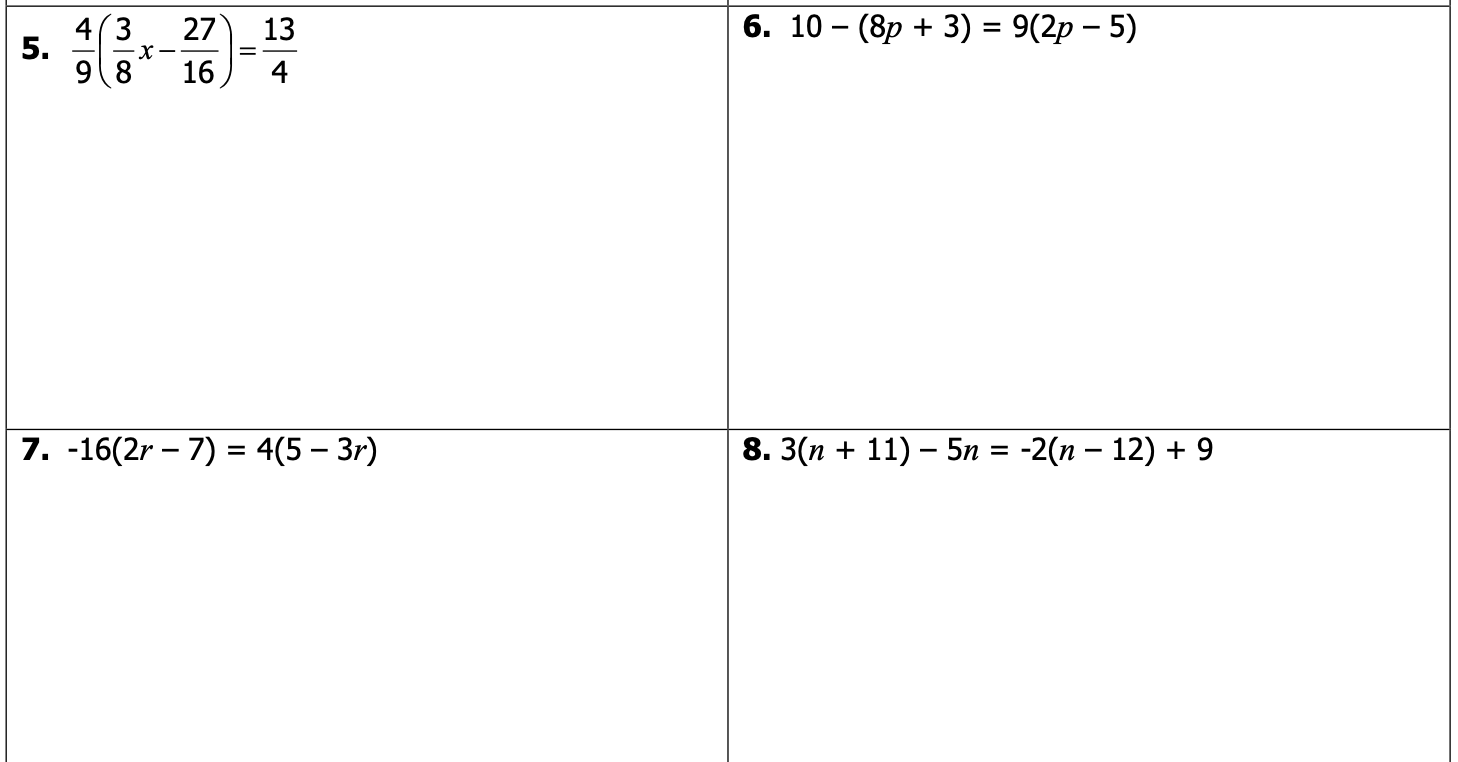 5. 4/9(3/8x – 27/16) = 13/4
6. 10 – (8p + 3) = 9(2p – 5)
7. -16(2r – 7) = 4(5 – 3r)
8. 3(n + 11) – 5n = -2(n – 12) + 9